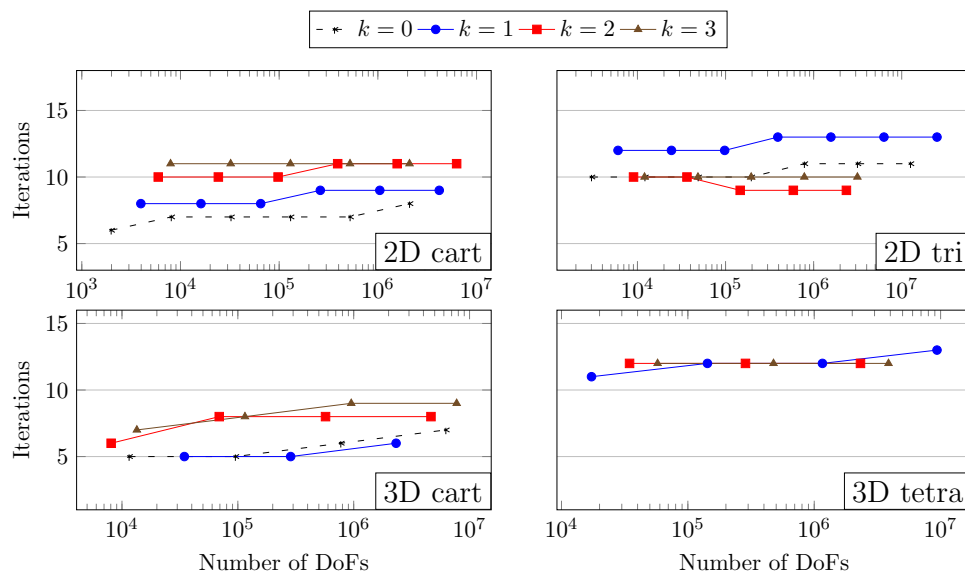 k = 0 k = 1 k = 2 k = 3
15
10
5
Iterations
2D cart
10^3 10^4 10^5 10^6 10^7
2D tri
10^4 10^5 10^6 10^7
15
10
5
Iterations
3D cart
10^4 10^5 10^6 10^7
Number of DoFs
3D tetra
10^4 10^5 10^6 10^7
Number of DoFs